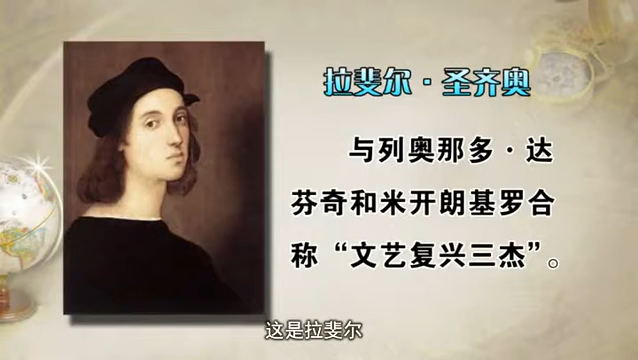 拉斐尔·圣齐奥
与列奥那多·达
芬奇和米开朗基罗合
称“文艺复兴三杰”。
这是拉斐尔